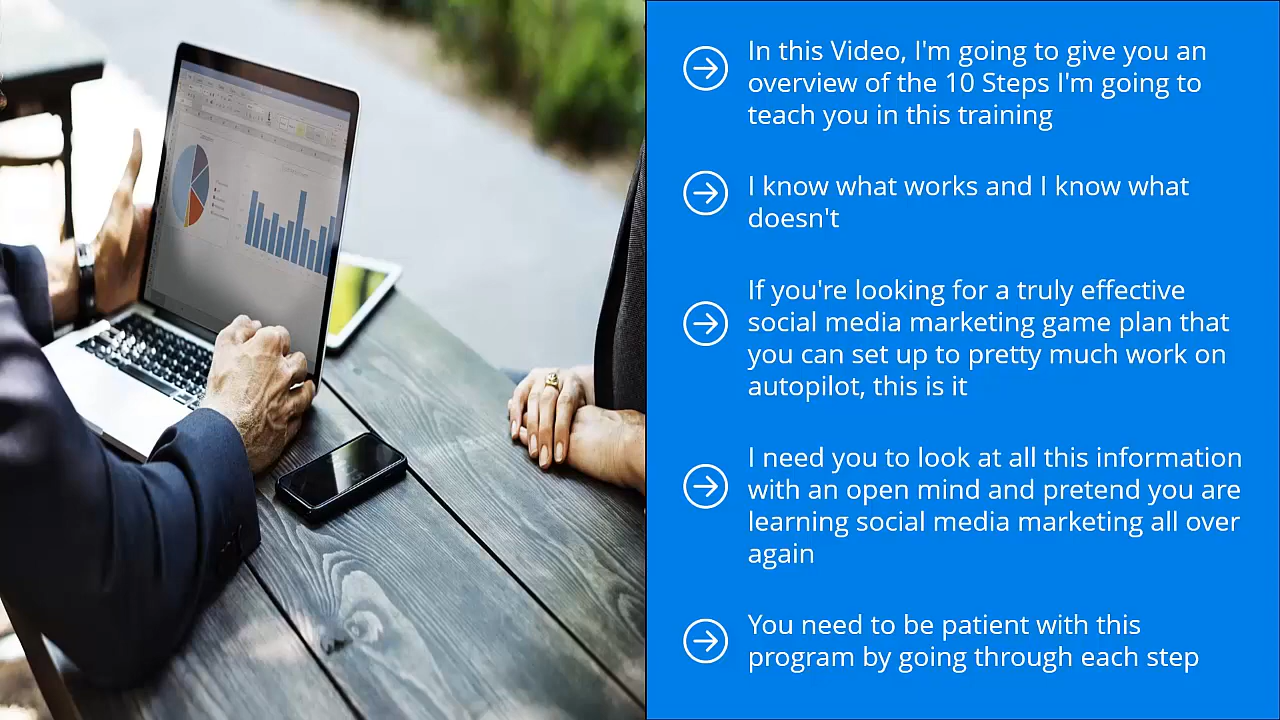 In this Video, I'm going to give you an
overview of the 10 Steps I'm going to
teach you in this training
I know what works and I know what
doesn't
If you're looking for a truly effective
social media marketing game plan that
you can set up to pretty much work on
autopilot, this is it
I need you to look at all this information
with an open mind and pretend you are
learning social media marketing all over
again
You need to be patient with this
program by going through each step